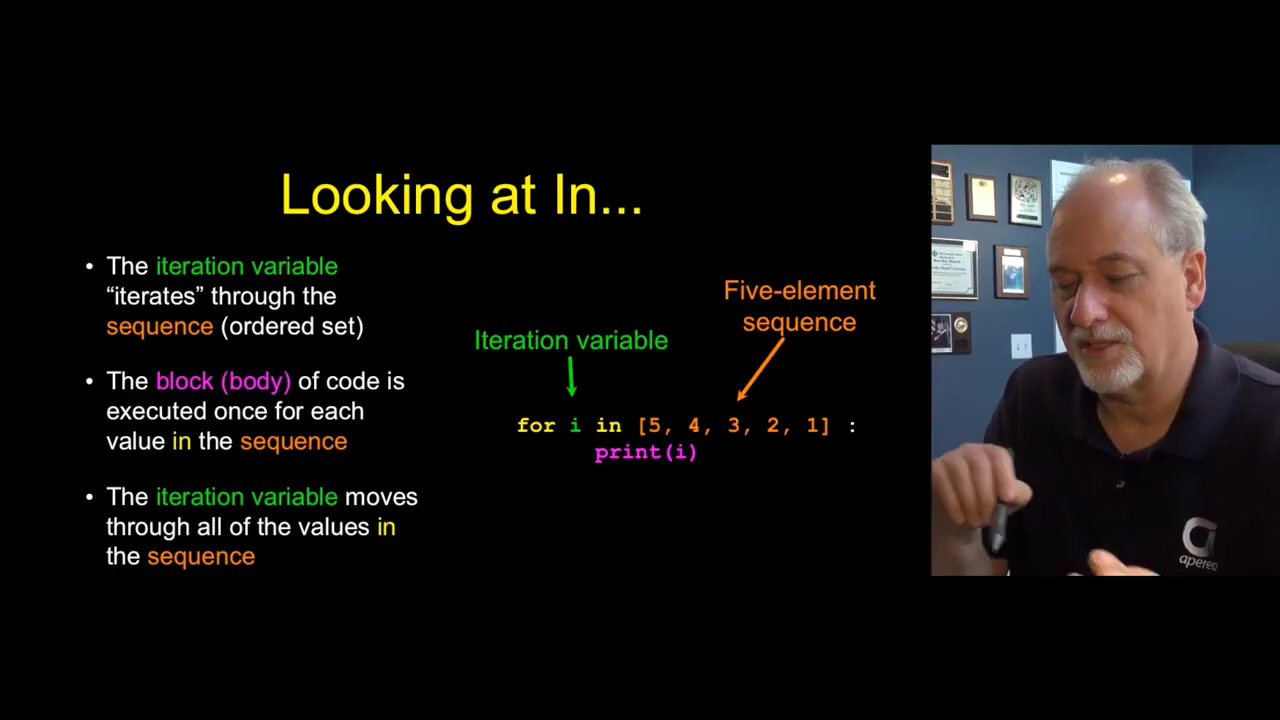 Looking at In...
• The iteration variable
“iterates” through the
sequence (ordered set)
• The block (body) of code is
executed once for each
value in the sequence
• The iteration variable moves
through all of the values in
the sequence
Iteration variable
Five-element
sequence
for i in [5, 4, 3, 2, 1] :
print(i)
apereo